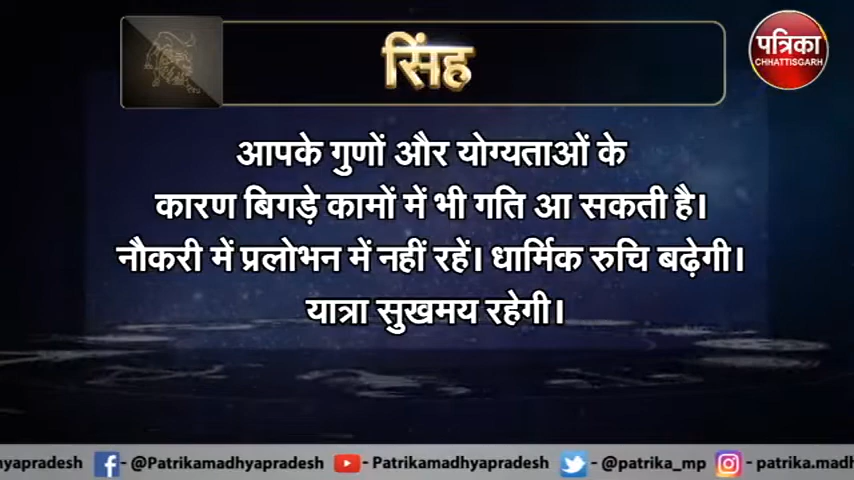 सिंह
पत्रिका
CHHATTISGARH
आपके गुणों और योग्यताओं के
कारण बिगड़े कामों में भी गति आ सकती है।
नौकरी में प्रलोभन में नहीं रहें। धार्मिक रुचि बढ़ेगी।
यात्रा सुखमय रहेगी।
hyapradesh f - @Patrikamadhyapradesh - Patrikamadhyapradesh - @patrika_mp - patrika.madh